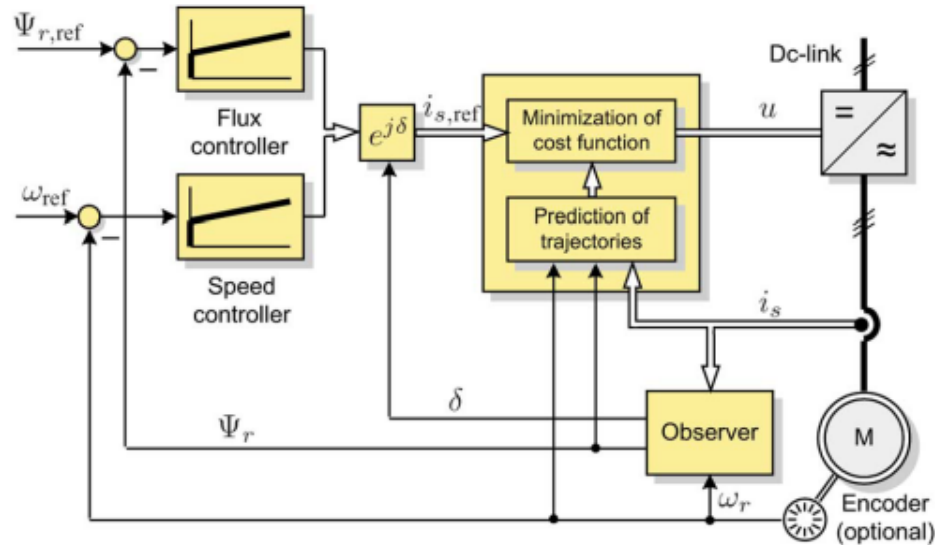 Ψr,ref
Flux
controller
ωref
Speed
controller
e^{jδ}
is,ref
Minimization of
cost function
Prediction of
trajectories
u
Dc-link
=
≈
is
δ
Ψr
Observer
ωr
M
Encoder
(optional)